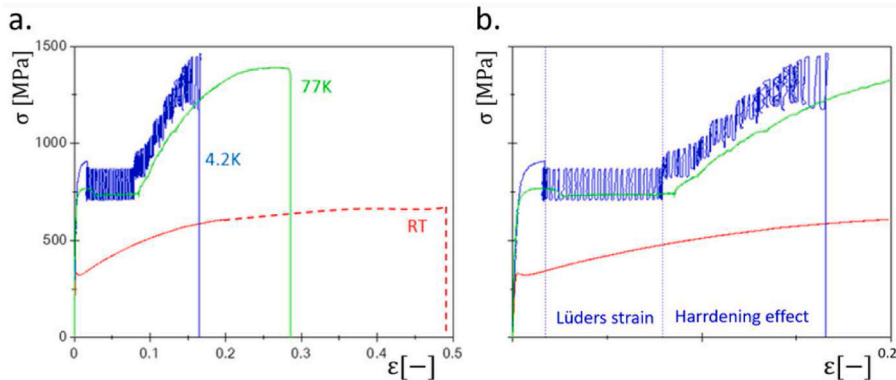 a.
b.
σ [MPa]
1500
1000
500
0
77K
4.2K
RT
0
0.1
0.2
0.3
0.4
0.5
ε[−]
σ [MPa]
Lüders strain
Harrdening effect
0.2
ε[−]